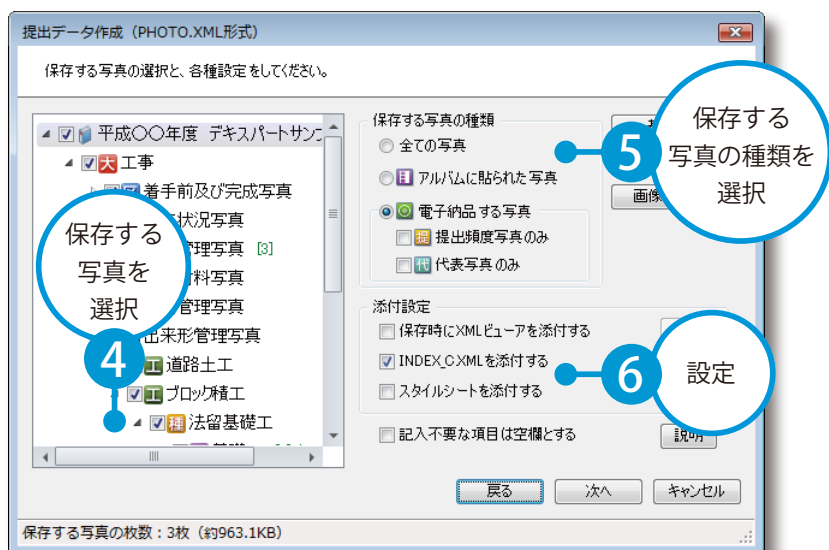 提出データ作成（PHOTO.XML形式）
保存する写真の選択と、各種設定をしてください。
平成〇〇年度 デキスパートサンプ
工事
着手前及び完成写真
状況写真
管理写真 [3]
料写真
管理写真
出来形管理写真
道路土工
ブロック積工
法留基礎工
保存する
写真を
選択
4
保存する写真の種類
全ての写真
アルバムに貼られた写真
電子納品する写真
提出頻度写真のみ
代表写真のみ
画像
保存する
写真の種類を
選択
5
添付設定
保存時にXMLビューアを添付する
INDEX_C.XMLを添付する
スタイルシートを添付する
記入不要な項目は空欄とする
説明
設定
6
戻る
次へ
キャンセル
保存する写真の枚数：3枚（約963.1KB）